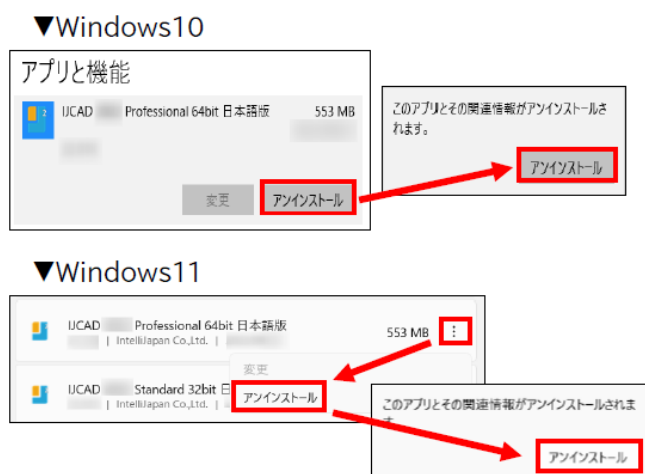 ▼Windows10
アプリと機能
IJCAD Professional 64bit 日本語版 553 MB
変更 アンインストール
このアプリとその関連情報がアンインストールさ
れます。
アンインストール
▼Windows11
IJCAD Professional 64bit 日本語版 553 MB
| IntelliJapan Co.,Ltd. |
変更
IJCAD Standard 32bit 日
アンインストール
| IntelliJapan Co.,Ltd. |
このアプリとその関連情報がアンインストールされま
す。
アンインストール